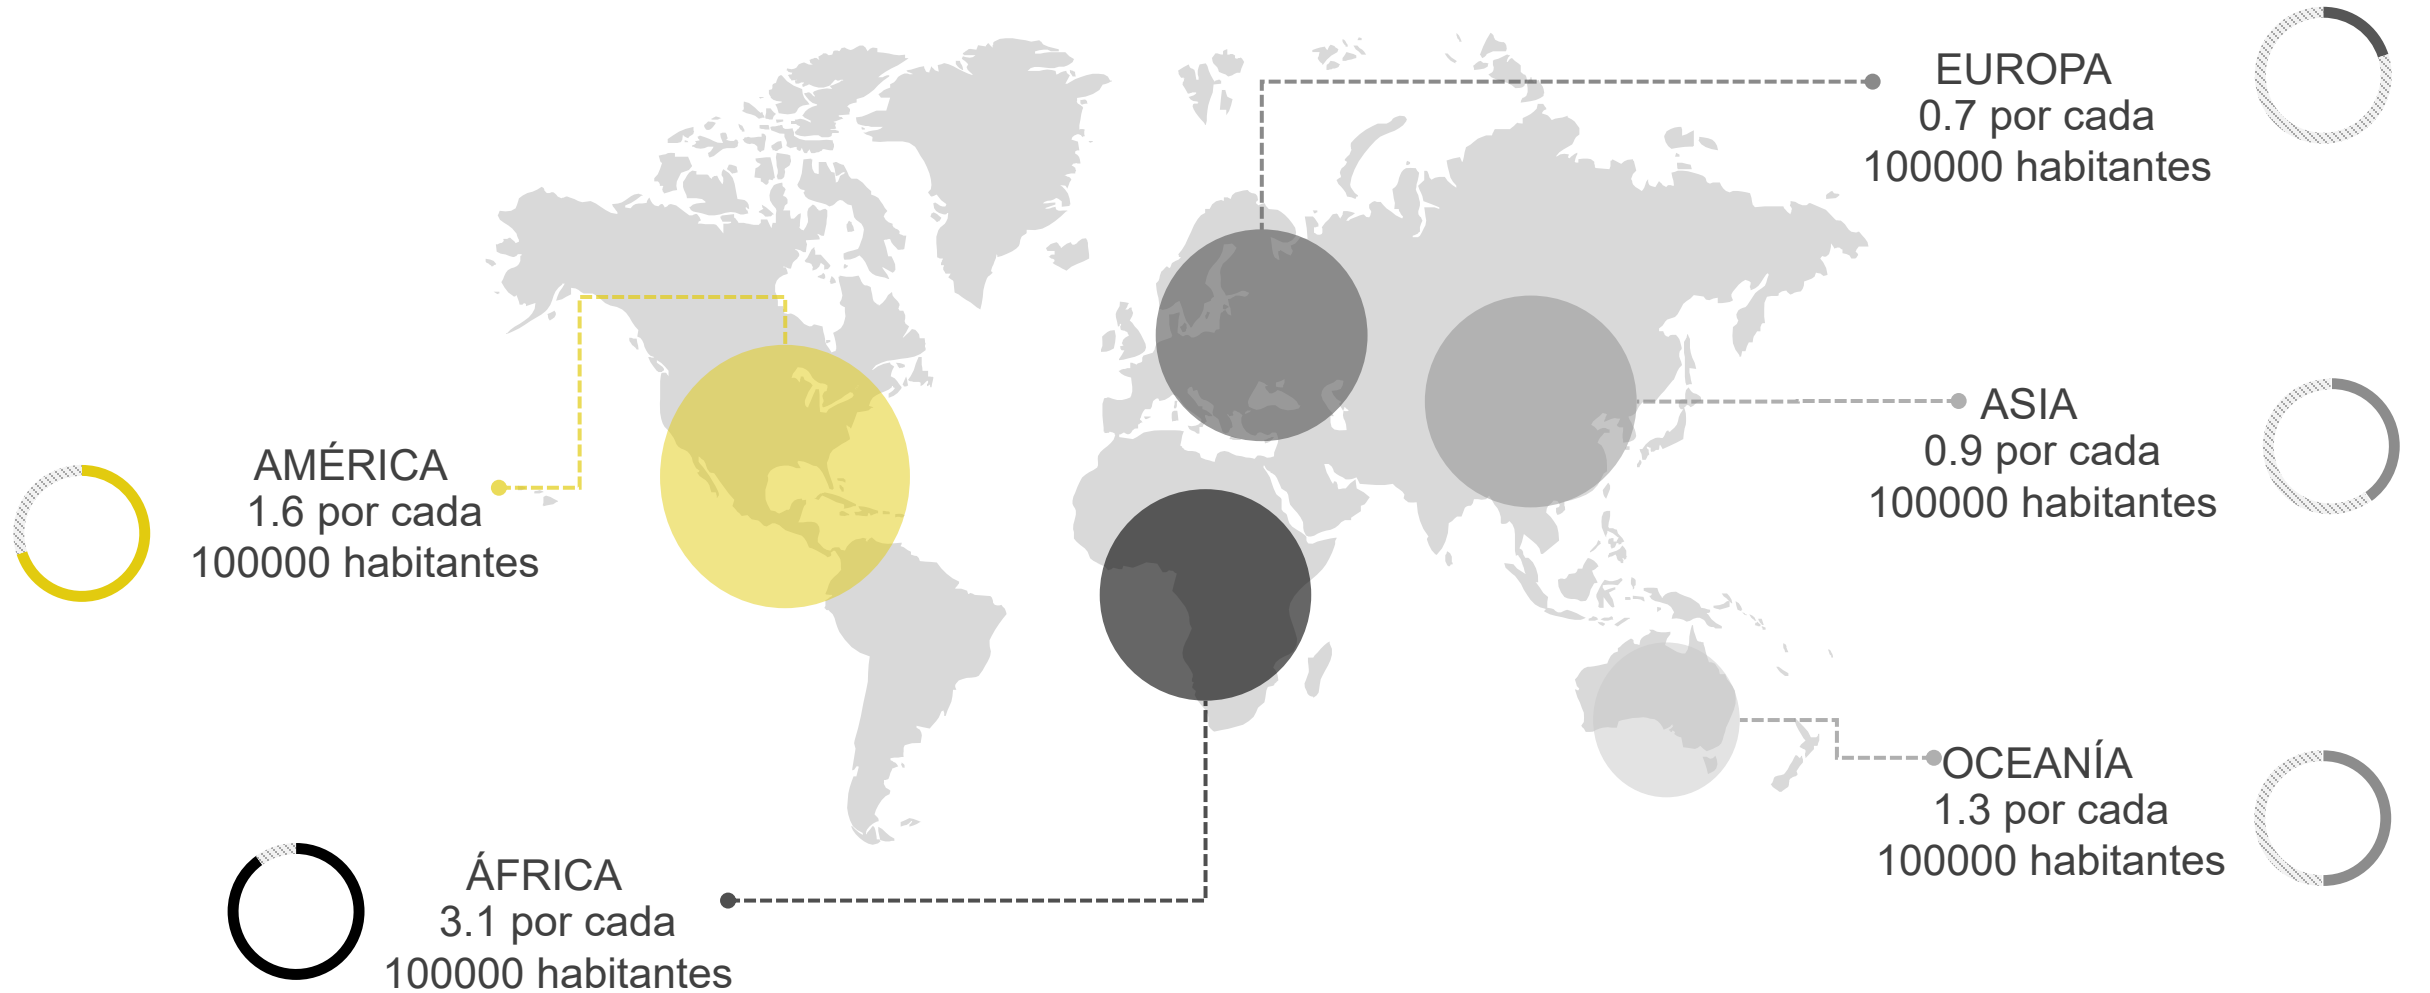 EUROPA
0.7 por cada
100000 habitantes
ASIA
0.9 por cada
100000 habitantes
AMÉRICA
1.6 por cada
100000 habitantes
OCEANÍA
1.3 por cada
100000 habitantes
ÁFRICA
3.1 por cada
100000 habitantes